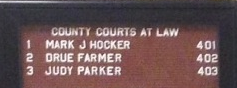 COUNTY COURTS AT LAW
1 MARK J HOCKER 401
2 DRUE FARMER 402
3 JUDY PARKER 403